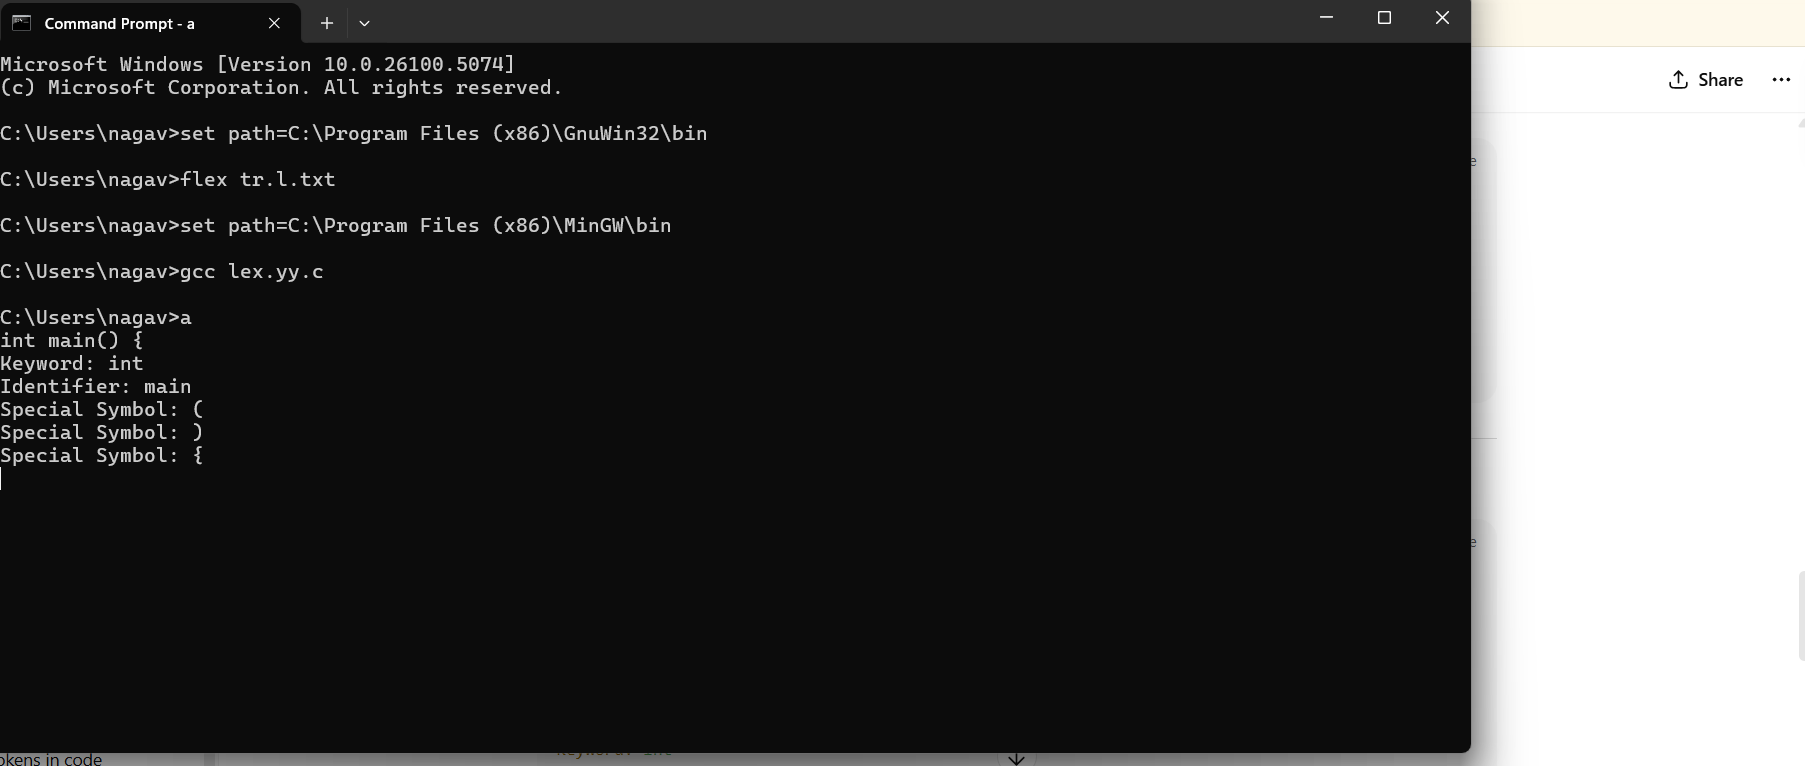 Command Prompt - a
Microsoft Windows [Version 10.0.26100.5074]
(c) Microsoft Corporation. All rights reserved.
Share
C:\Users\nagav>set path=C:\Program Files (x86)\GnuWin32\bin
e
C:\Users\nagav>flex tr.l.txt
C:\Users\nagav>set path=C:\Program Files (x86)\MinGW\bin
C:\Users\nagav>gcc lex.yy.c
C:\Users\nagav>a
int main() {
Keyword: int
Identifier: main
Special Symbol: (
Special Symbol: )
Special Symbol: {
e
okens in code